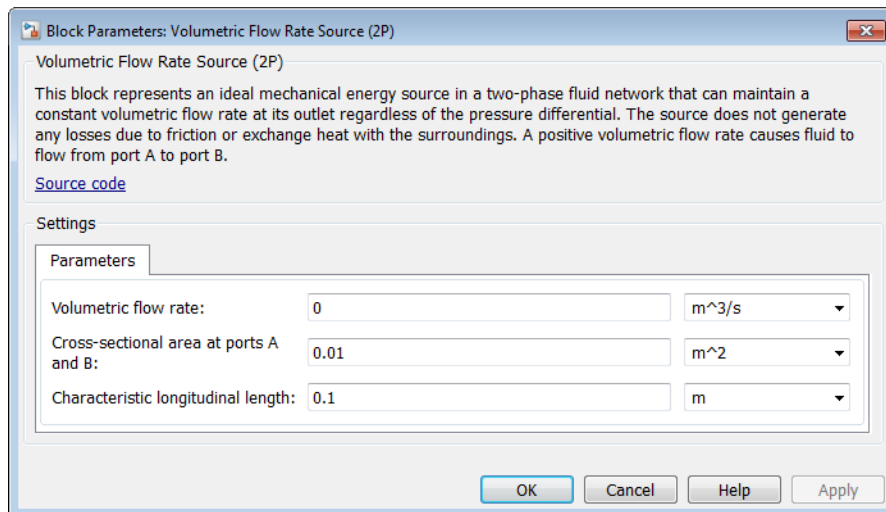 Block Parameters: Volumetric Flow Rate Source (2P)
Volumetric Flow Rate Source (2P)
This block represents an ideal mechanical energy source in a two-phase fluid network that can maintain a
constant volumetric flow rate at its outlet regardless of the pressure differential. The source does not generate
any losses due to friction or exchange heat with the surroundings. A positive volumetric flow rate causes fluid to
flow from port A to port B.
Source code
Settings
Parameters
Volumetric flow rate: 0 m^3/s
Cross-sectional area at ports A
and B: 0.01 m^2
Characteristic longitudinal length: 0.1 m
OK Cancel Help Apply